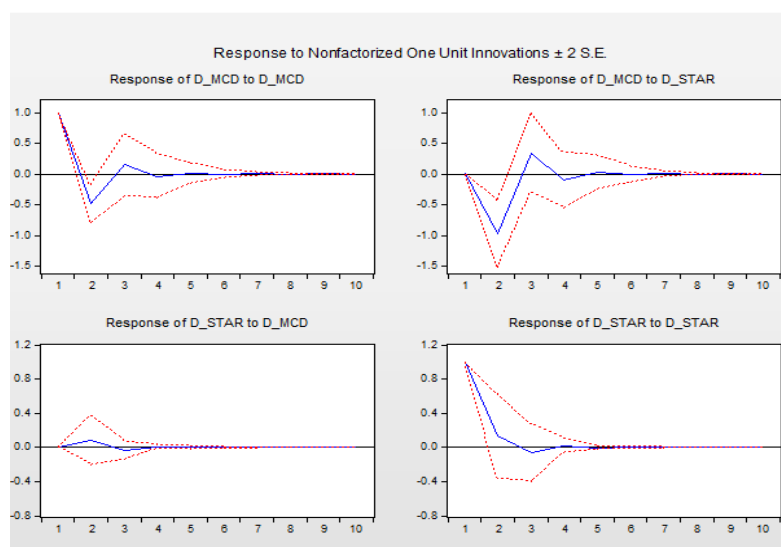 Response to Nonfactorized One Unit Innovations ± 2 S.E.
Response of D_MCD to D_MCD
1.0
0.5
0.0
-0.5
-1.0
-1.5
1 2 3 4 5 6 7 8 9 10
Response of D_MCD to D_STAR
1.0
0.5
0.0
-0.5
-1.0
-1.5
1 2 3 4 5 6 7 8 9 10
Response of D_STAR to D_MCD
1.2
0.8
0.4
0.0
-0.4
-0.8
1 2 3 4 5 6 7 8 9 10
Response of D_STAR to D_STAR
1.2
0.8
0.4
0.0
-0.4
-0.8
1 2 3 4 5 6 7 8 9 10